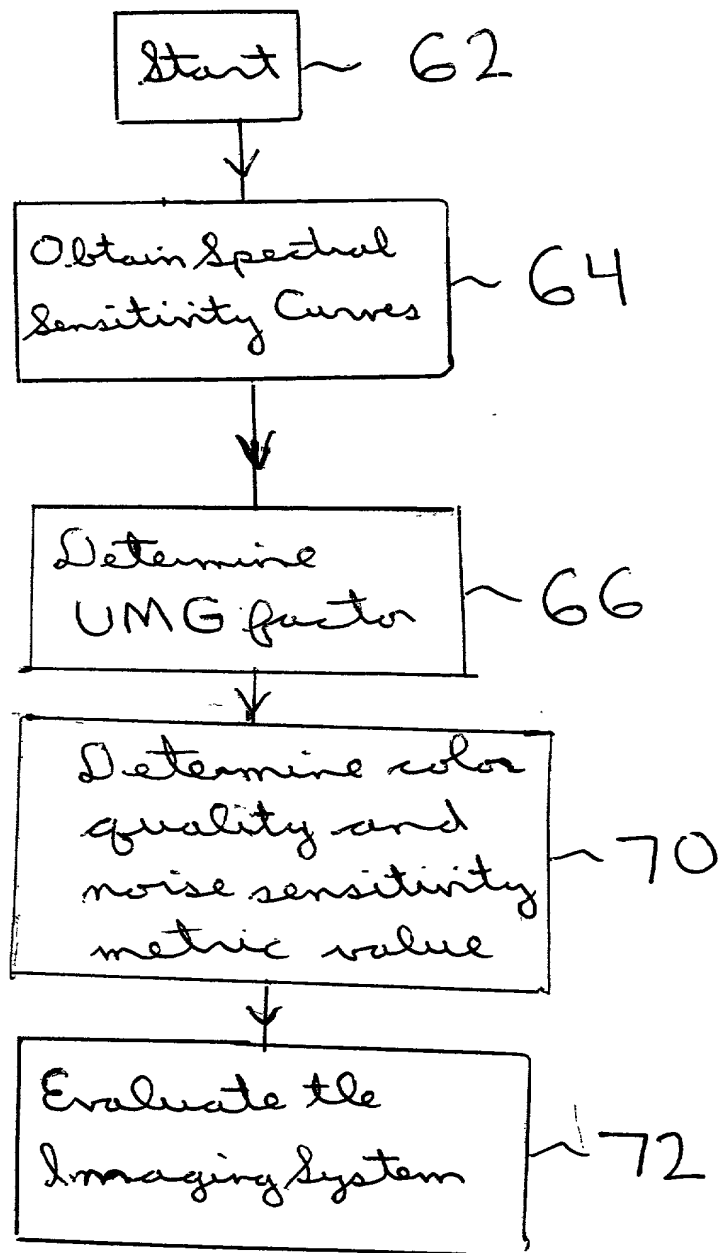 Start 62
Obtain Spectral
Sensitivity Curves 64
Determine
UMG factor 66
Determine color
quality and
noise sensitivity 70
metric value
Evaluate the
Imaging System 72